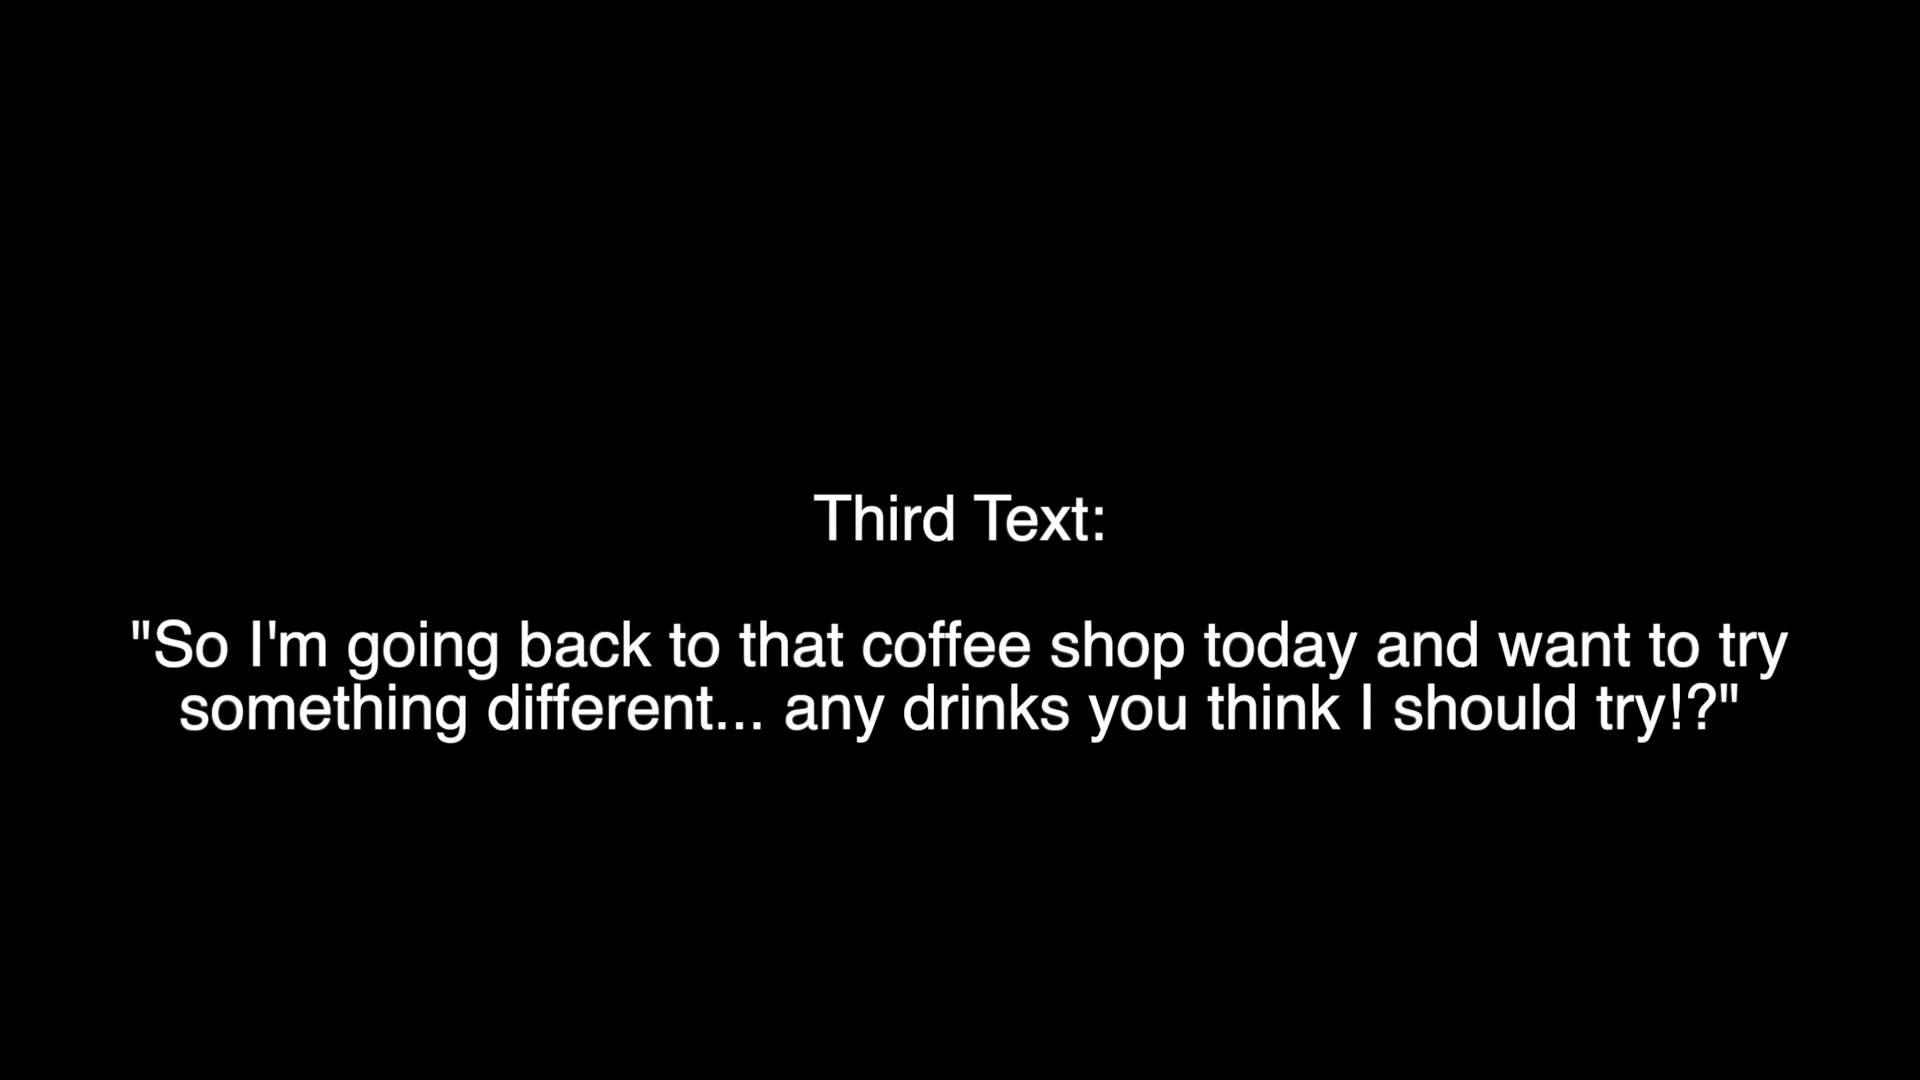 Third Text:
"So I'm going back to that coffee shop today and want to try
something different... any drinks you think I should try!?"